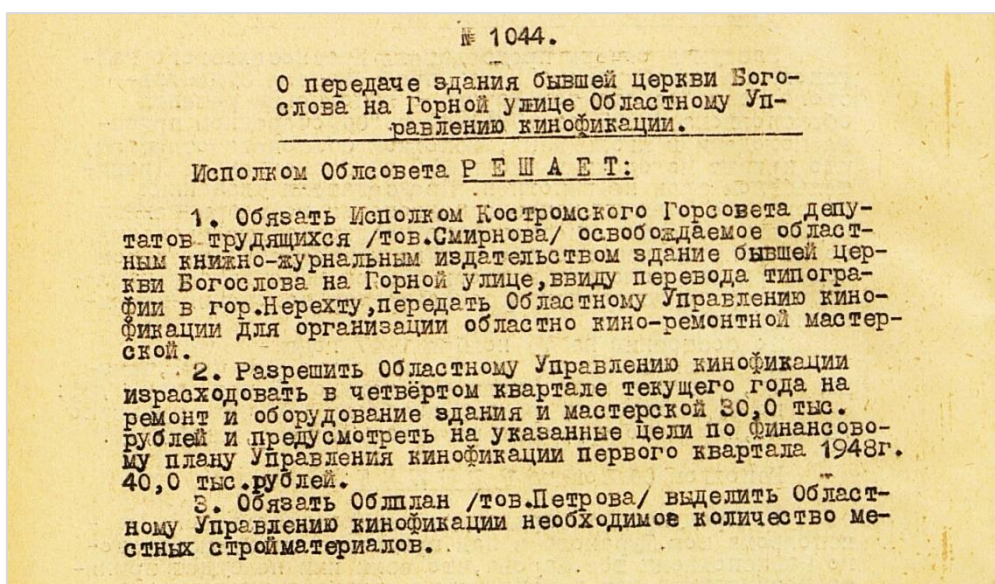 № 1044.
О передаче здания бывшей церкви Бого-
слова на Горной улице Областному Уп-
равлению кинофикации.
Исполком Облсовета Р Е Ш А Е Т:
1. Обязать Исполком Костромского Горсовета депу-
татов трудящихся /тов.Смирнова/ освобождаемое област-
ным книжно-журнальным издательством здание бывшей цер-
кви Богослова на Горной улице,ввиду перевода типогра-
фии в гор.Нерехту,передать Областному Управлению кино-
фикации для организации областно кино-ремонтной мастер-
ской.
2. Разрешить Областному Управлению кинофикации
израсходовать в четвёртом квартале текущего года на
ремонт и оборудование здания и мастерской 30,0 тыс.
рублей и предусмотреть на указанные цели по финансово-
му плану Управления кинофикации первого квартала 1948г.
40,0 тыс.рублей.
3. Обязать Облплан /тов.Петрова/ выделить Област-
ному Управлению кинофикации необходимое количество ме-
стных стройматериалов.